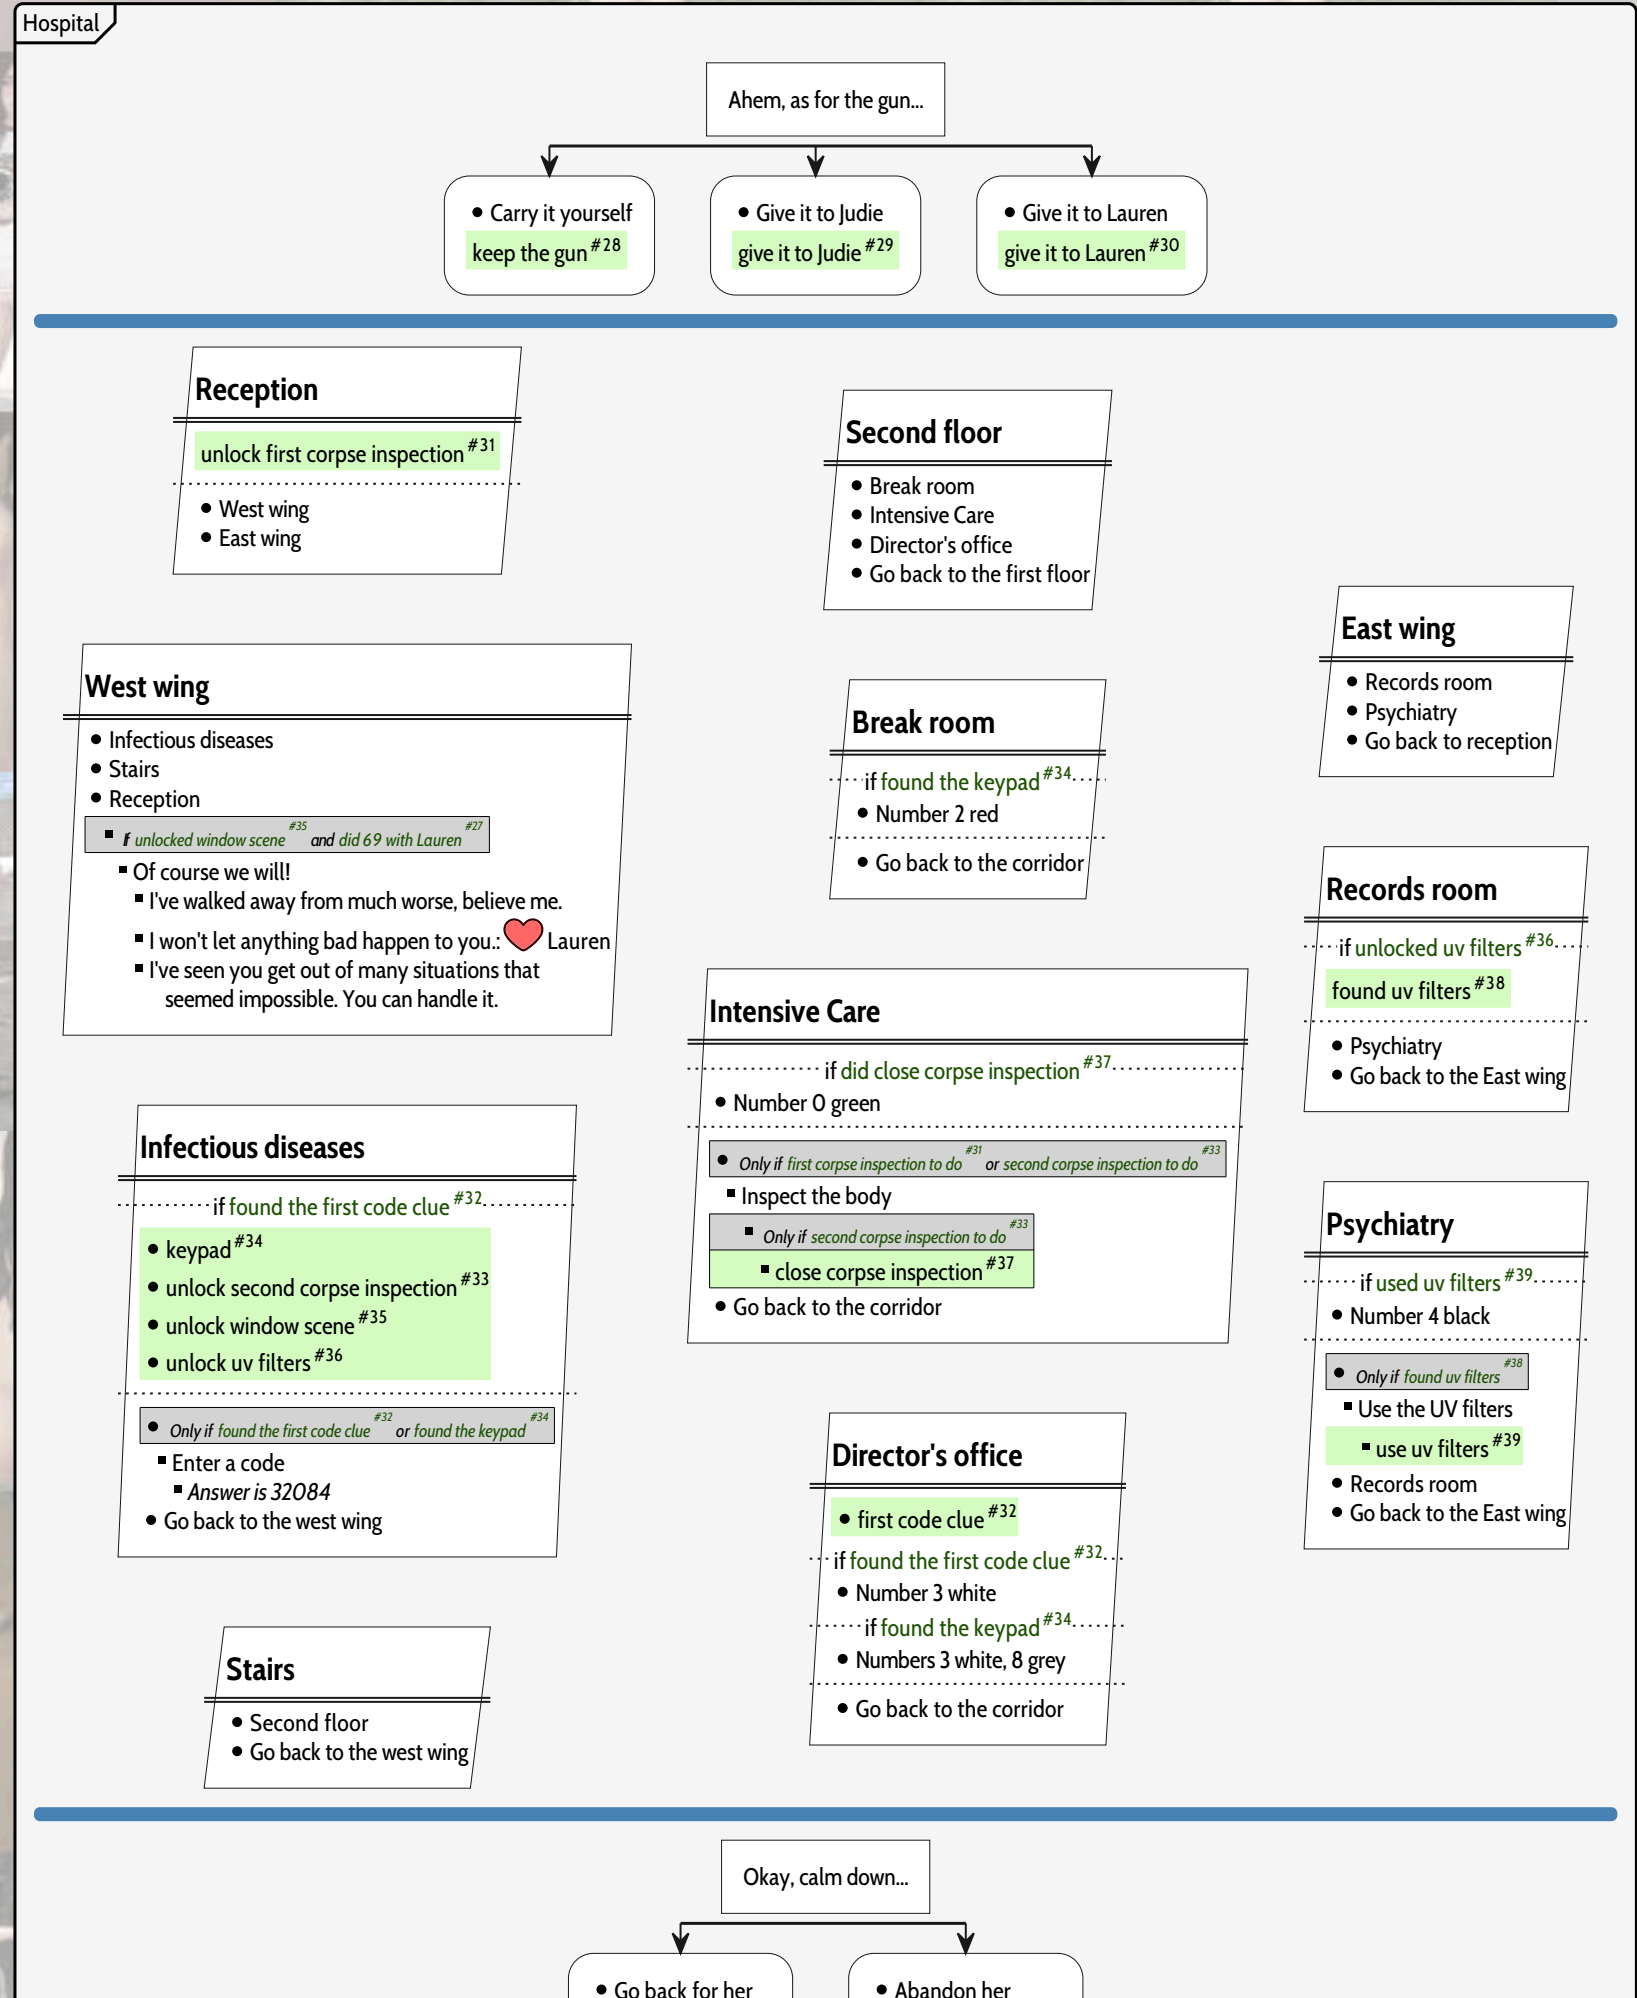 Hospital
Ahem, as for the gun...
• Carry it yourself
keep the gun #28
• Give it to Judie
give it to Judie #29
• Give it to Lauren
give it to Lauren #30
Reception
unlock first corpse inspection #31
• West wing
• East wing
West wing
• Infectious diseases
• Stairs
• Reception
▪ If unlocked window scene #35 and did 69 with Lauren #27
▪ Of course we will!
▪ I've walked away from much worse, believe me.
▪ I won't let anything bad happen to you.: Lauren
▪ I've seen you get out of many situations that
seemed impossible. You can handle it.
Infectious diseases
if found the first code clue #32
• keypad #34
• unlock second corpse inspection #33
• unlock window scene #35
• unlock uv filters #36
• Only if found the first code clue #32 or found the keypad #34
▪ Enter a code
▪ Answer is 32084
• Go back to the west wing
Stairs
• Second floor
• Go back to the west wing
Second floor
• Break room
• Intensive Care
• Director's office
• Go back to the first floor
Break room
if found the keypad #34
• Number 2 red
• Go back to the corridor
Intensive Care
if did close corpse inspection #37
• Number 0 green
• Only if first corpse inspection to do #31 or second corpse inspection to do #33
▪ Inspect the body
▪ Only if second corpse inspection to do #33
▪ close corpse inspection #37
• Go back to the corridor
Director's office
• first code clue #32
if found the first code clue #32
• Number 3 white
if found the keypad #34
• Numbers 3 white, 8 grey
• Go back to the corridor
East wing
• Records room
• Psychiatry
• Go back to reception
Records room
if unlocked uv filters #36
found uv filters #38
• Psychiatry
• Go back to the East wing
Psychiatry
if used uv filters #39
• Number 4 black
• Only if found uv filters #38
▪ Use the UV filters
▪ use uv filters #39
• Records room
• Go back to the East wing
Okay, calm down...
• Go back for her
• Abandon her